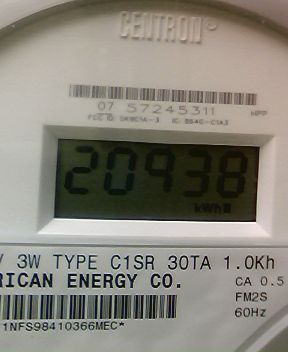 CENTRON®
07 57245311
NPP
20938
kWh
V 3W TYPE C1SR 30TA 1.0Kh
RICAN ENERGY CO.
CA 0.5
FM2S
60Hz
1NFS98410366MEC*